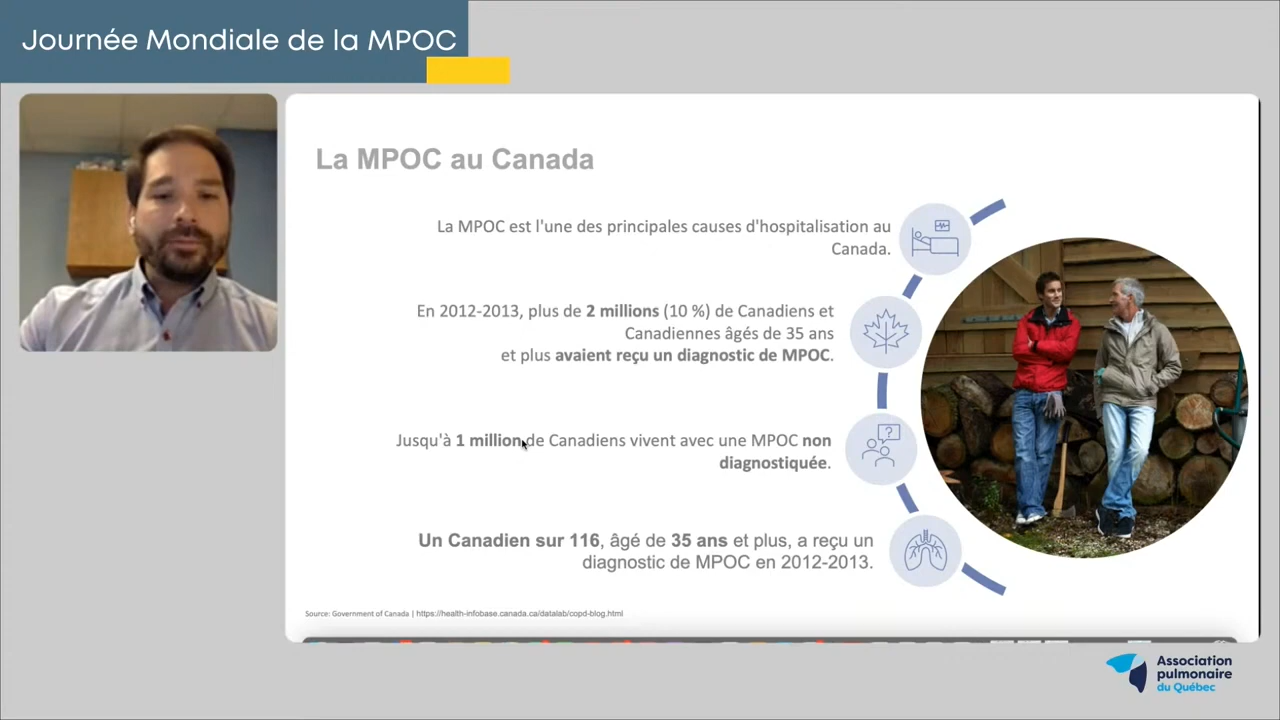 Journée Mondiale de la MPOC
La MPOC au Canada
La MPOC est l'une des principales causes d'hospitalisation au
Canada.
En 2012-2013, plus de 2 millions (10 %) de Canadiens et
Canadiennes âgés de 35 ans
et plus avaient reçu un diagnostic de MPOC.
Jusqu'à 1 million de Canadiens vivent avec une MPOC non
diagnostiquée.
Un Canadien sur 116, âgé de 35 ans et plus, a reçu un
diagnostic de MPOC en 2012-2013.
Source: Government of Canada | https://health-infobase.canada.ca/datalab/copd-blog.html
Association
pulmonaire
du Québec